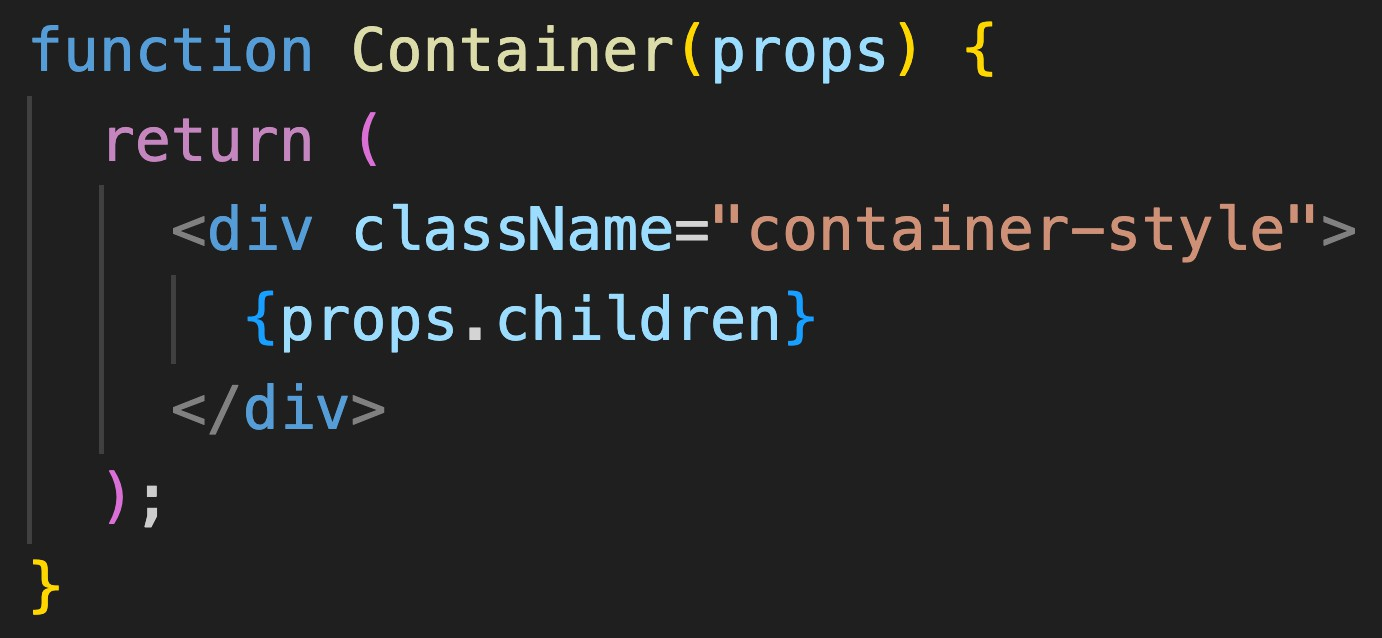 function Container(props) {
  return (
    <div className="container-style">
      {props.children}
    </div>
  );
}